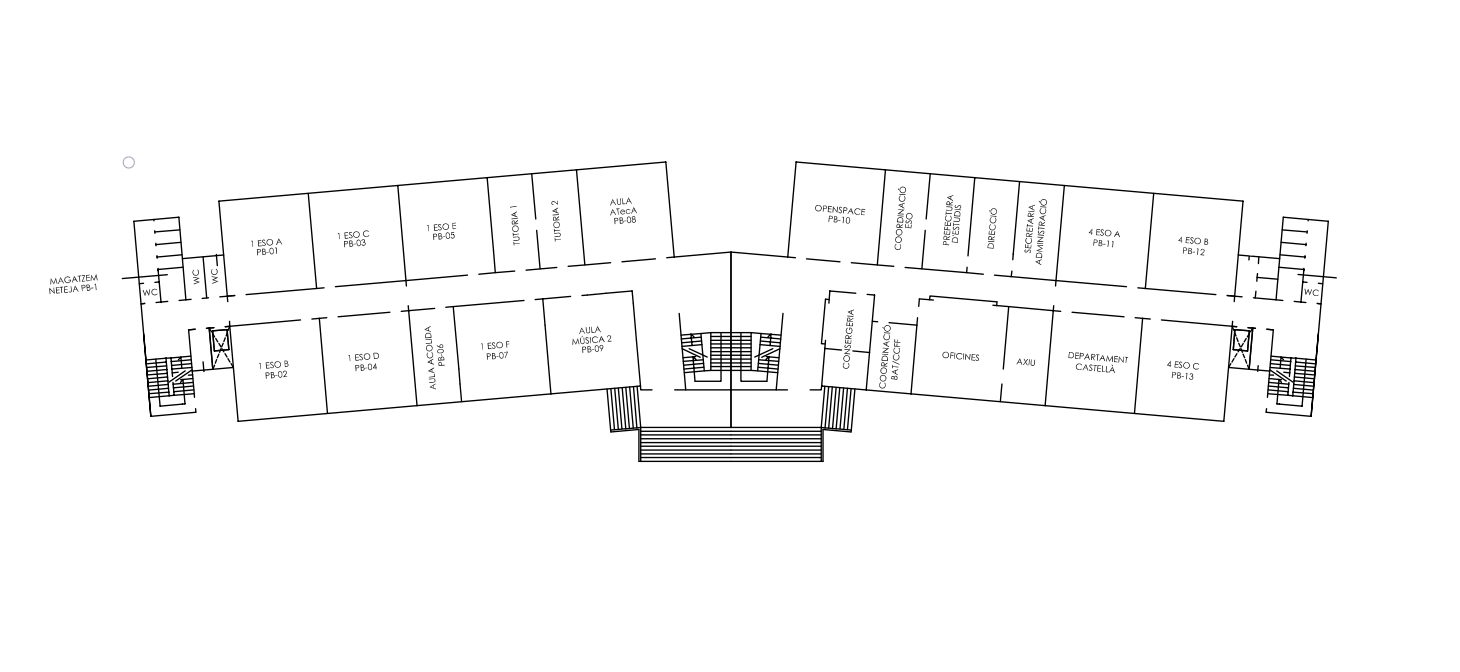 1 ESO A
PB-01
1 ESO C
PB-03
1 ESO E
PB-05
TUTORIA 1
TUTORIA 2
AULA
ATecA
PB-08
OPENSPACE
PB-10
COORDINACIÓ
ESO
PREFECTURA
D'ESTUDIS
DIRECCIÓ
SECRETARIA
ADMINISTRACIÓ
4 ESO A
PB-11
4 ESO B
PB-12
MAGATZEM
NETEJA PB-1
WC
WC
WC
WC
1 ESO B
PB-02
1 ESO D
PB-04
AULA ACOLLIDA
PB-06
1 ESO F
PB-07
AULA
MÚSICA 2
PB-09
CONSERGERIA
COORDINACIÓ
BAT/CCFF
OFICINES
AXIU
DEPARTAMENT
CASTELLÀ
4 ESO C
PB-13